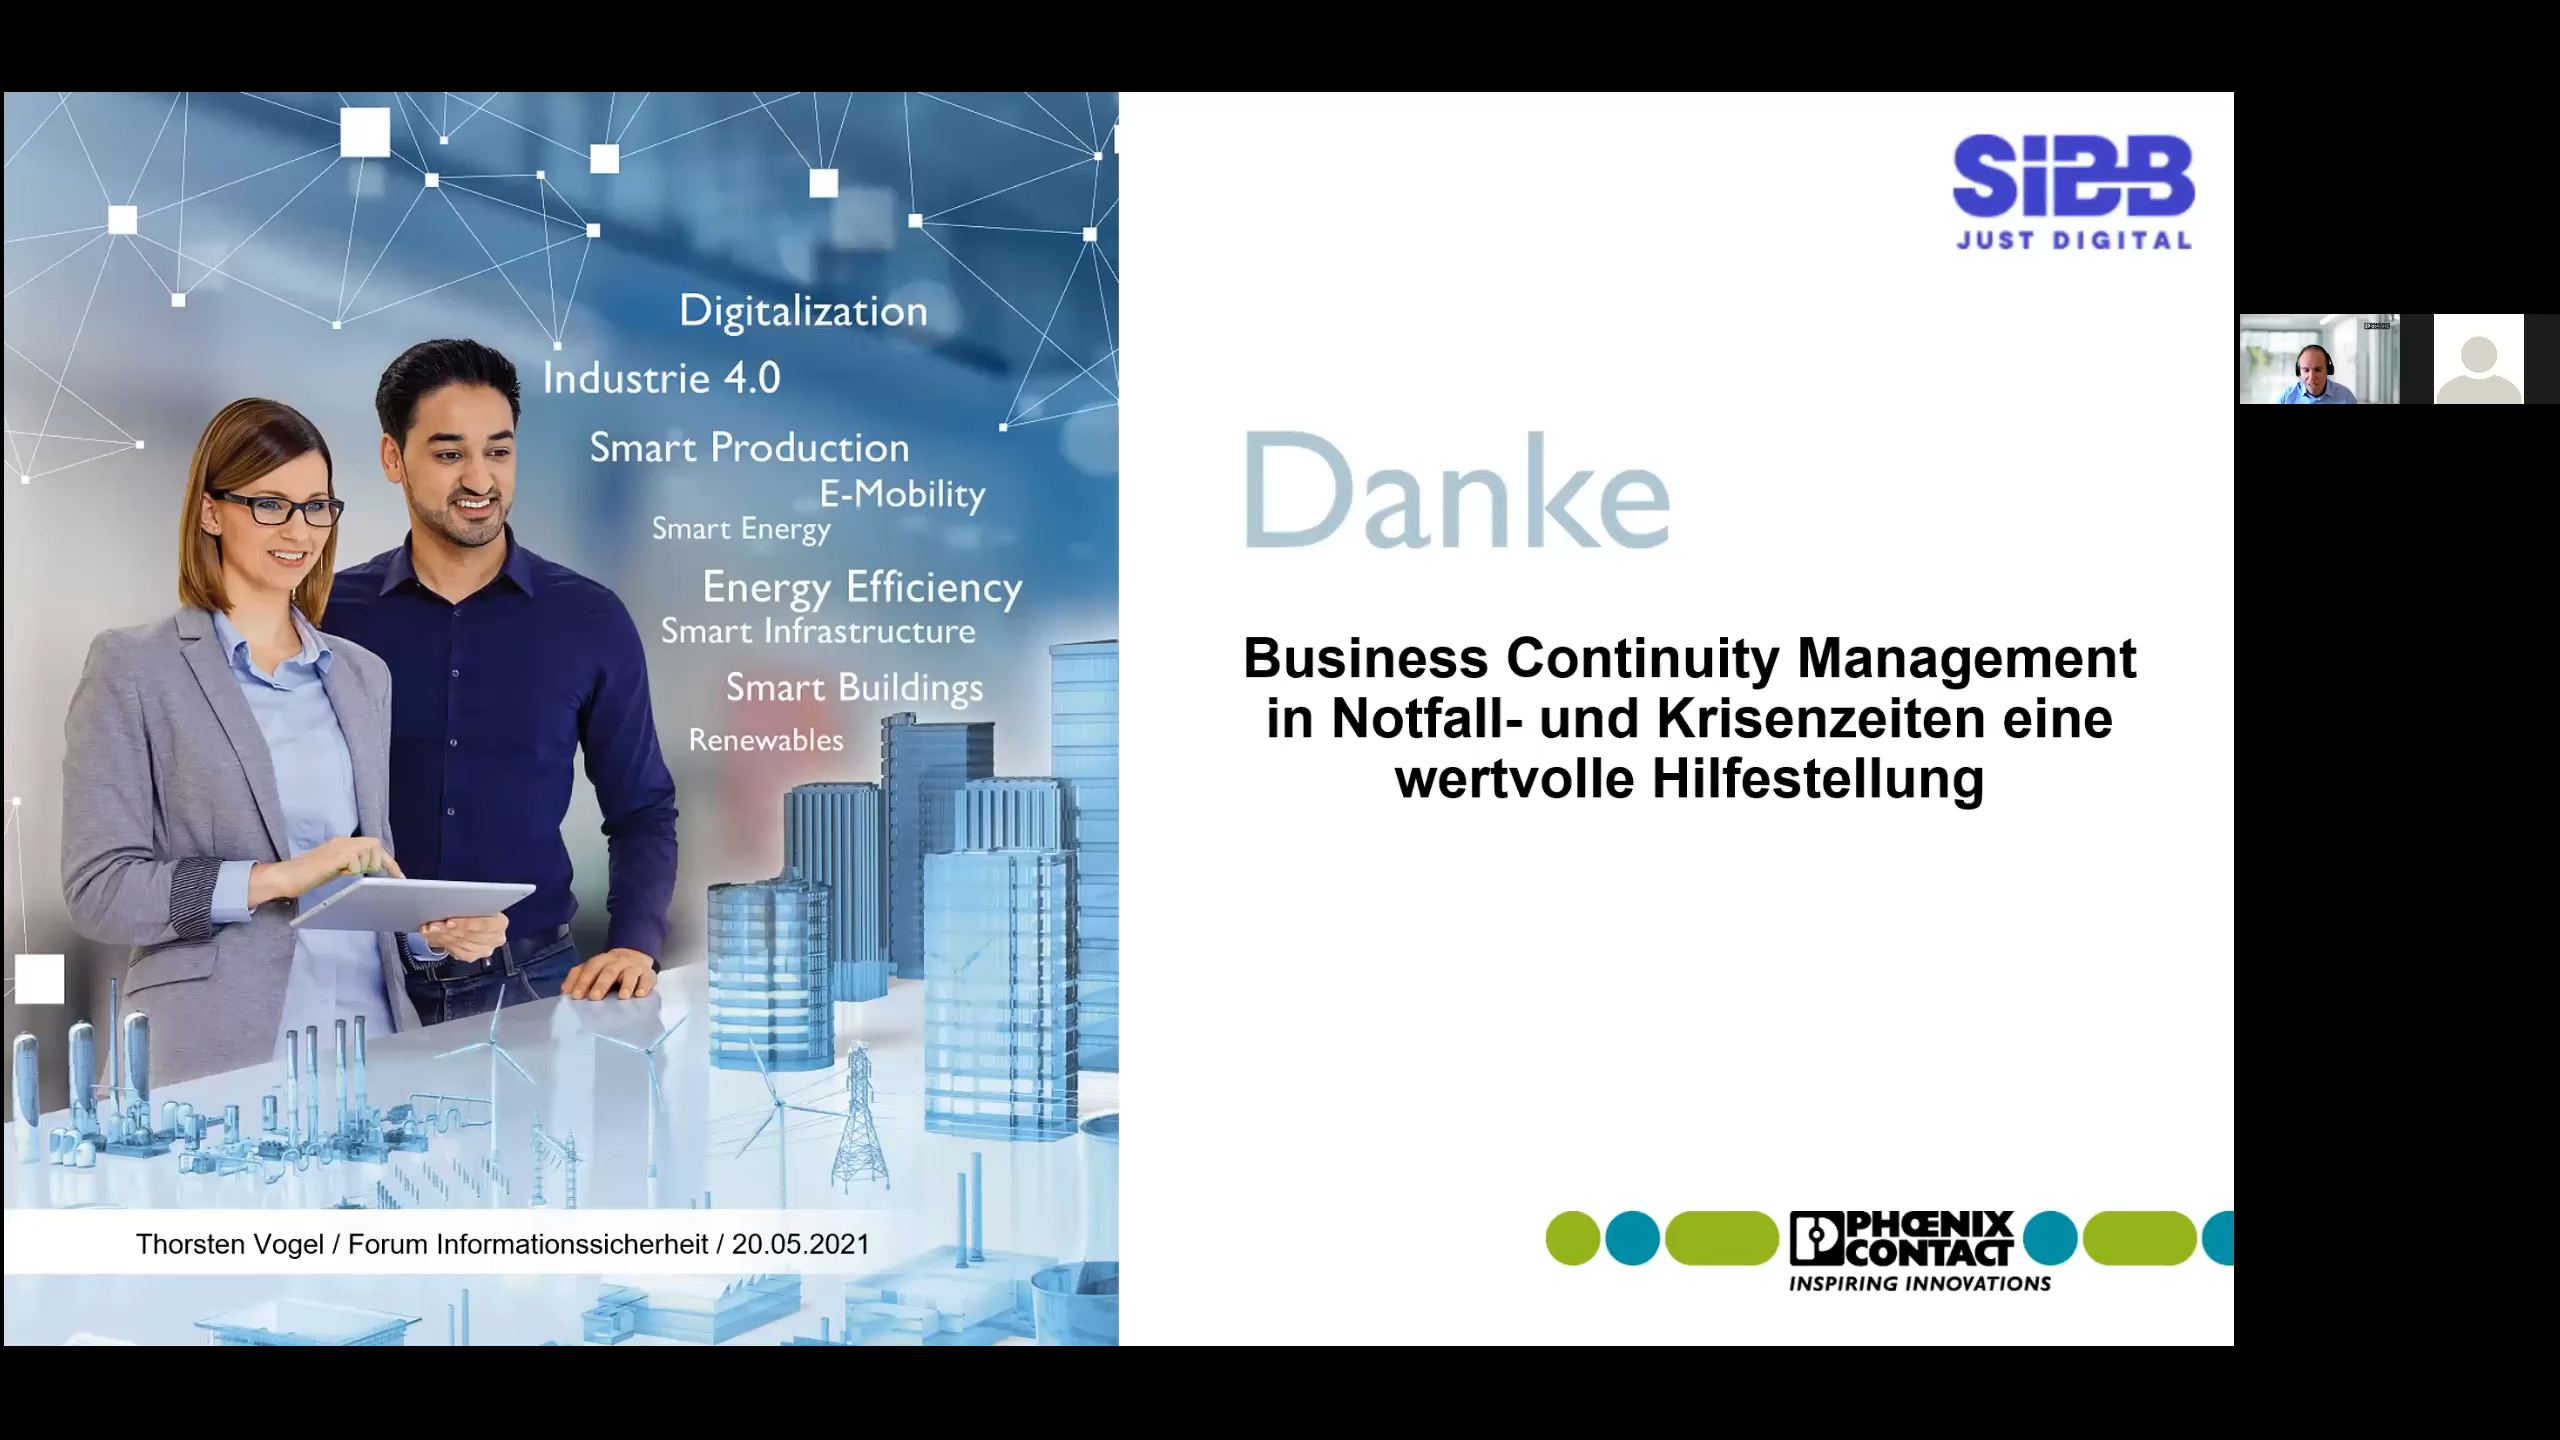 SiBB
JUST DIGITAL
Digitalization
Industrie 4.0
Smart Production
E-Mobility
Smart Energy
Energy Efficiency
Smart Infrastructure
Smart Buildings
Renewables
Thorsten Vogel / Forum Informationssicherheit / 20.05.2021
Danke
Business Continuity Management
in Notfall- und Krisenzeiten eine
wertvolle Hilfestellung
PHŒNIX
CONTACT
INSPIRING INNOVATIONS